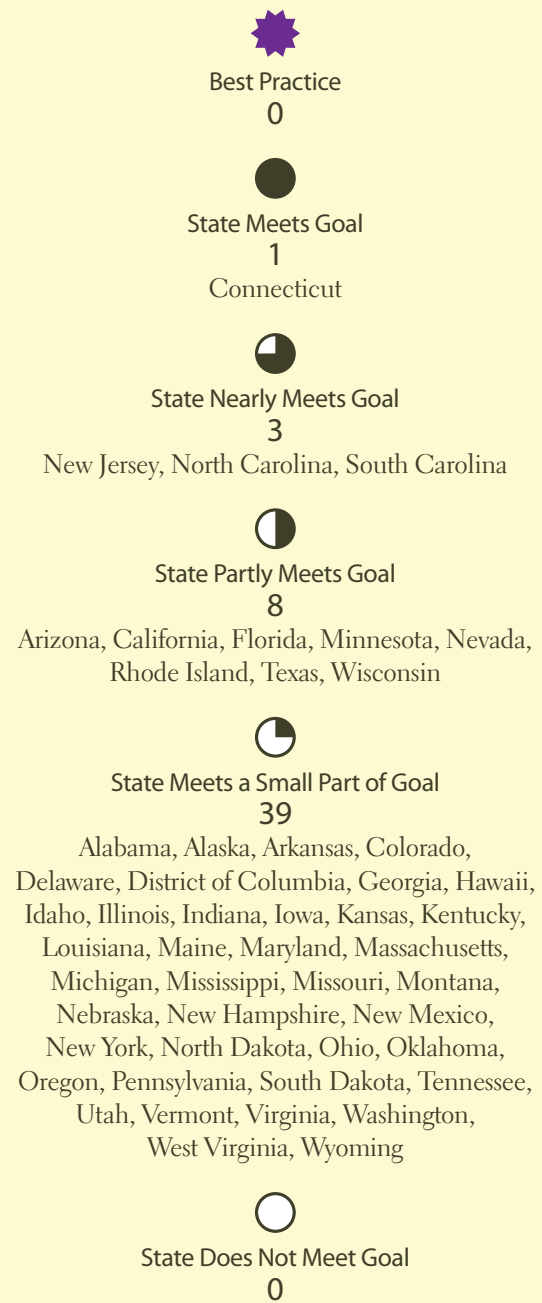 Best Practice
0
State Meets Goal
1
Connecticut
State Nearly Meets Goal
3
New Jersey, North Carolina, South Carolina
State Partly Meets Goal
8
Arizona, California, Florida, Minnesota, Nevada,
Rhode Island, Texas, Wisconsin
State Meets a Small Part of Goal
39
Alabama, Alaska, Arkansas, Colorado,
Delaware, District of Columbia, Georgia, Hawaii,
Idaho, Illinois, Indiana, Iowa, Kansas, Kentucky,
Louisiana, Maine, Maryland, Massachusetts,
Michigan, Mississippi, Missouri, Montana,
Nebraska, New Hampshire, New Mexico,
New York, North Dakota, Ohio, Oklahoma,
Oregon, Pennsylvania, South Dakota, Tennessee,
Utah, Vermont, Virginia, Washington,
West Virginia, Wyoming
State Does Not Meet Goal
0